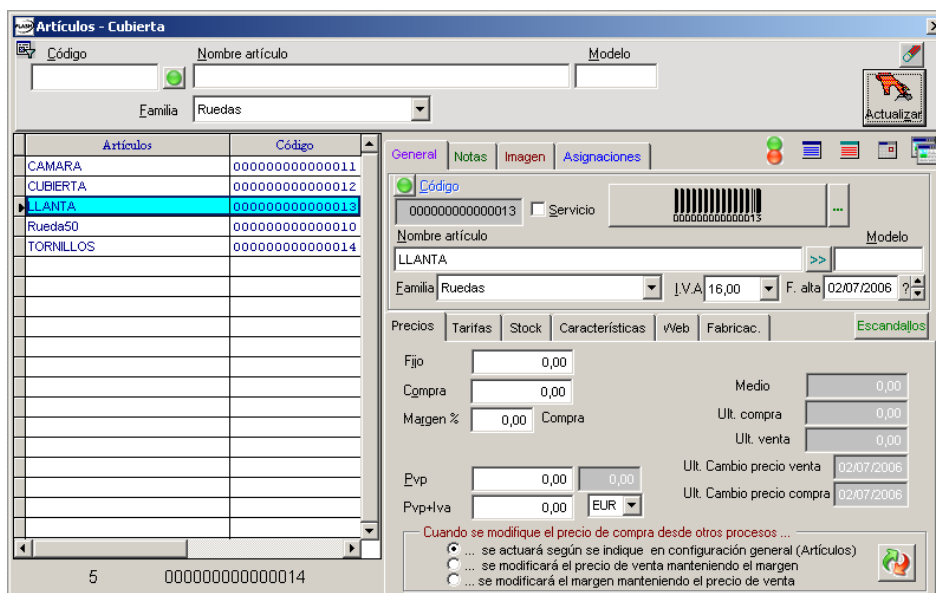 FLASH Artículos - Cubierta
Código Nombre artículo Modelo
Familia Ruedas
Actualizar
Artículos Código
CAMARA 000000000000011
CUBIERTA 000000000000012
LLANTA 000000000000013
Rueda50 000000000000010
TORNILLOS 000000000000014
5 000000000000014
General Notas Imagen Asignaciones
Código
000000000000013 Servicio 000000000000013 ...
Nombre artículo Modelo
LLANTA >>
Familia Ruedas I.V.A 16,00 F. alta 02/07/2006 ?
Precios Tarifas Stock Características Web Fabricac. Escandallos
Fijo 0,00
Compra 0,00
Margen % 0,00 Compra
Medio 0,00
Ult. compra 0,00
Ult. venta 0,00
Ult. Cambio precio venta 02/07/2006
Ult. Cambio precio compra 02/07/2006
Pvp 0,00 0,00
Pvp+Iva 0,00 EUR
Cuando se modifique el precio de compra desde otros procesos ...
... se actuará según se indique en configuración general (Artículos)
... se modificará el precio de venta manteniendo el margen
... se modificará el margen manteniendo el precio de venta